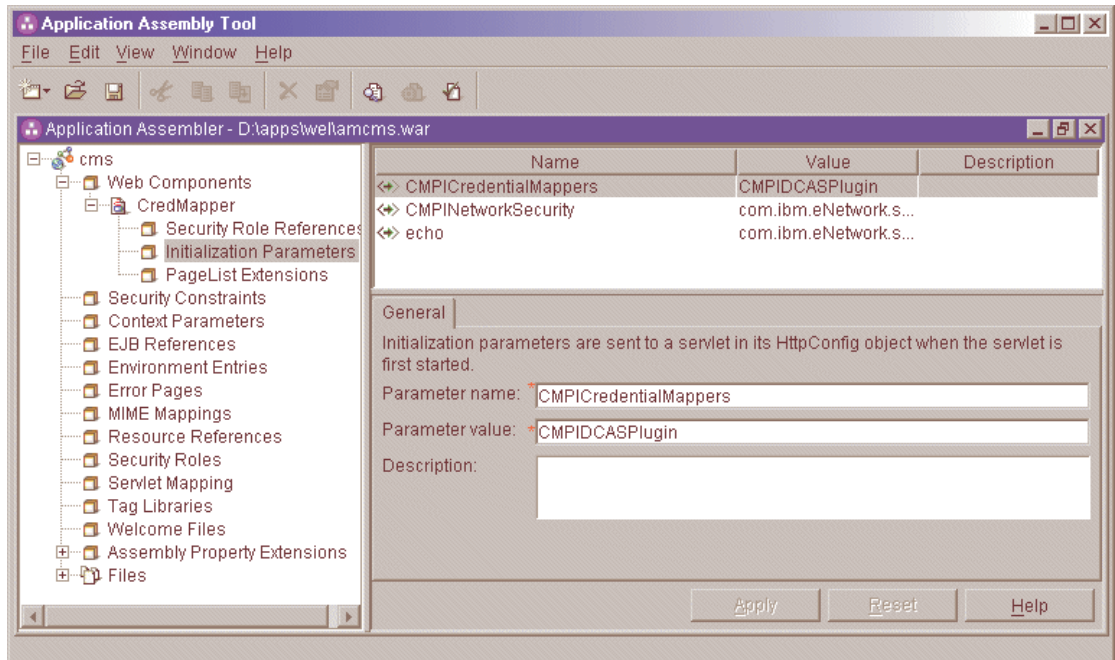 Application Assembly Tool
File Edit View Window Help
Application Assembler - D:\apps\wel\amcms.war
cms
Web Components
CredMapper
Security Role References
Initialization Parameters
PageList Extensions
Security Constraints
Context Parameters
EJB References
Environment Entries
Error Pages
MIME Mappings
Resource References
Security Roles
Servlet Mapping
Tag Libraries
Welcome Files
Assembly Property Extensions
Files
Name Value Description
CMPICredentialMappers CMPIDCASPlugin
CMPINetworkSecurity com.ibm.eNetwork.s...
echo com.ibm.eNetwork.s...
General
Initialization parameters are sent to a servlet in its HttpConfig object when the servlet is
first started.
Parameter name: *CMPICredentialMappers
Parameter value: *CMPIDCASPlugin
Description:
Apply Reset Help